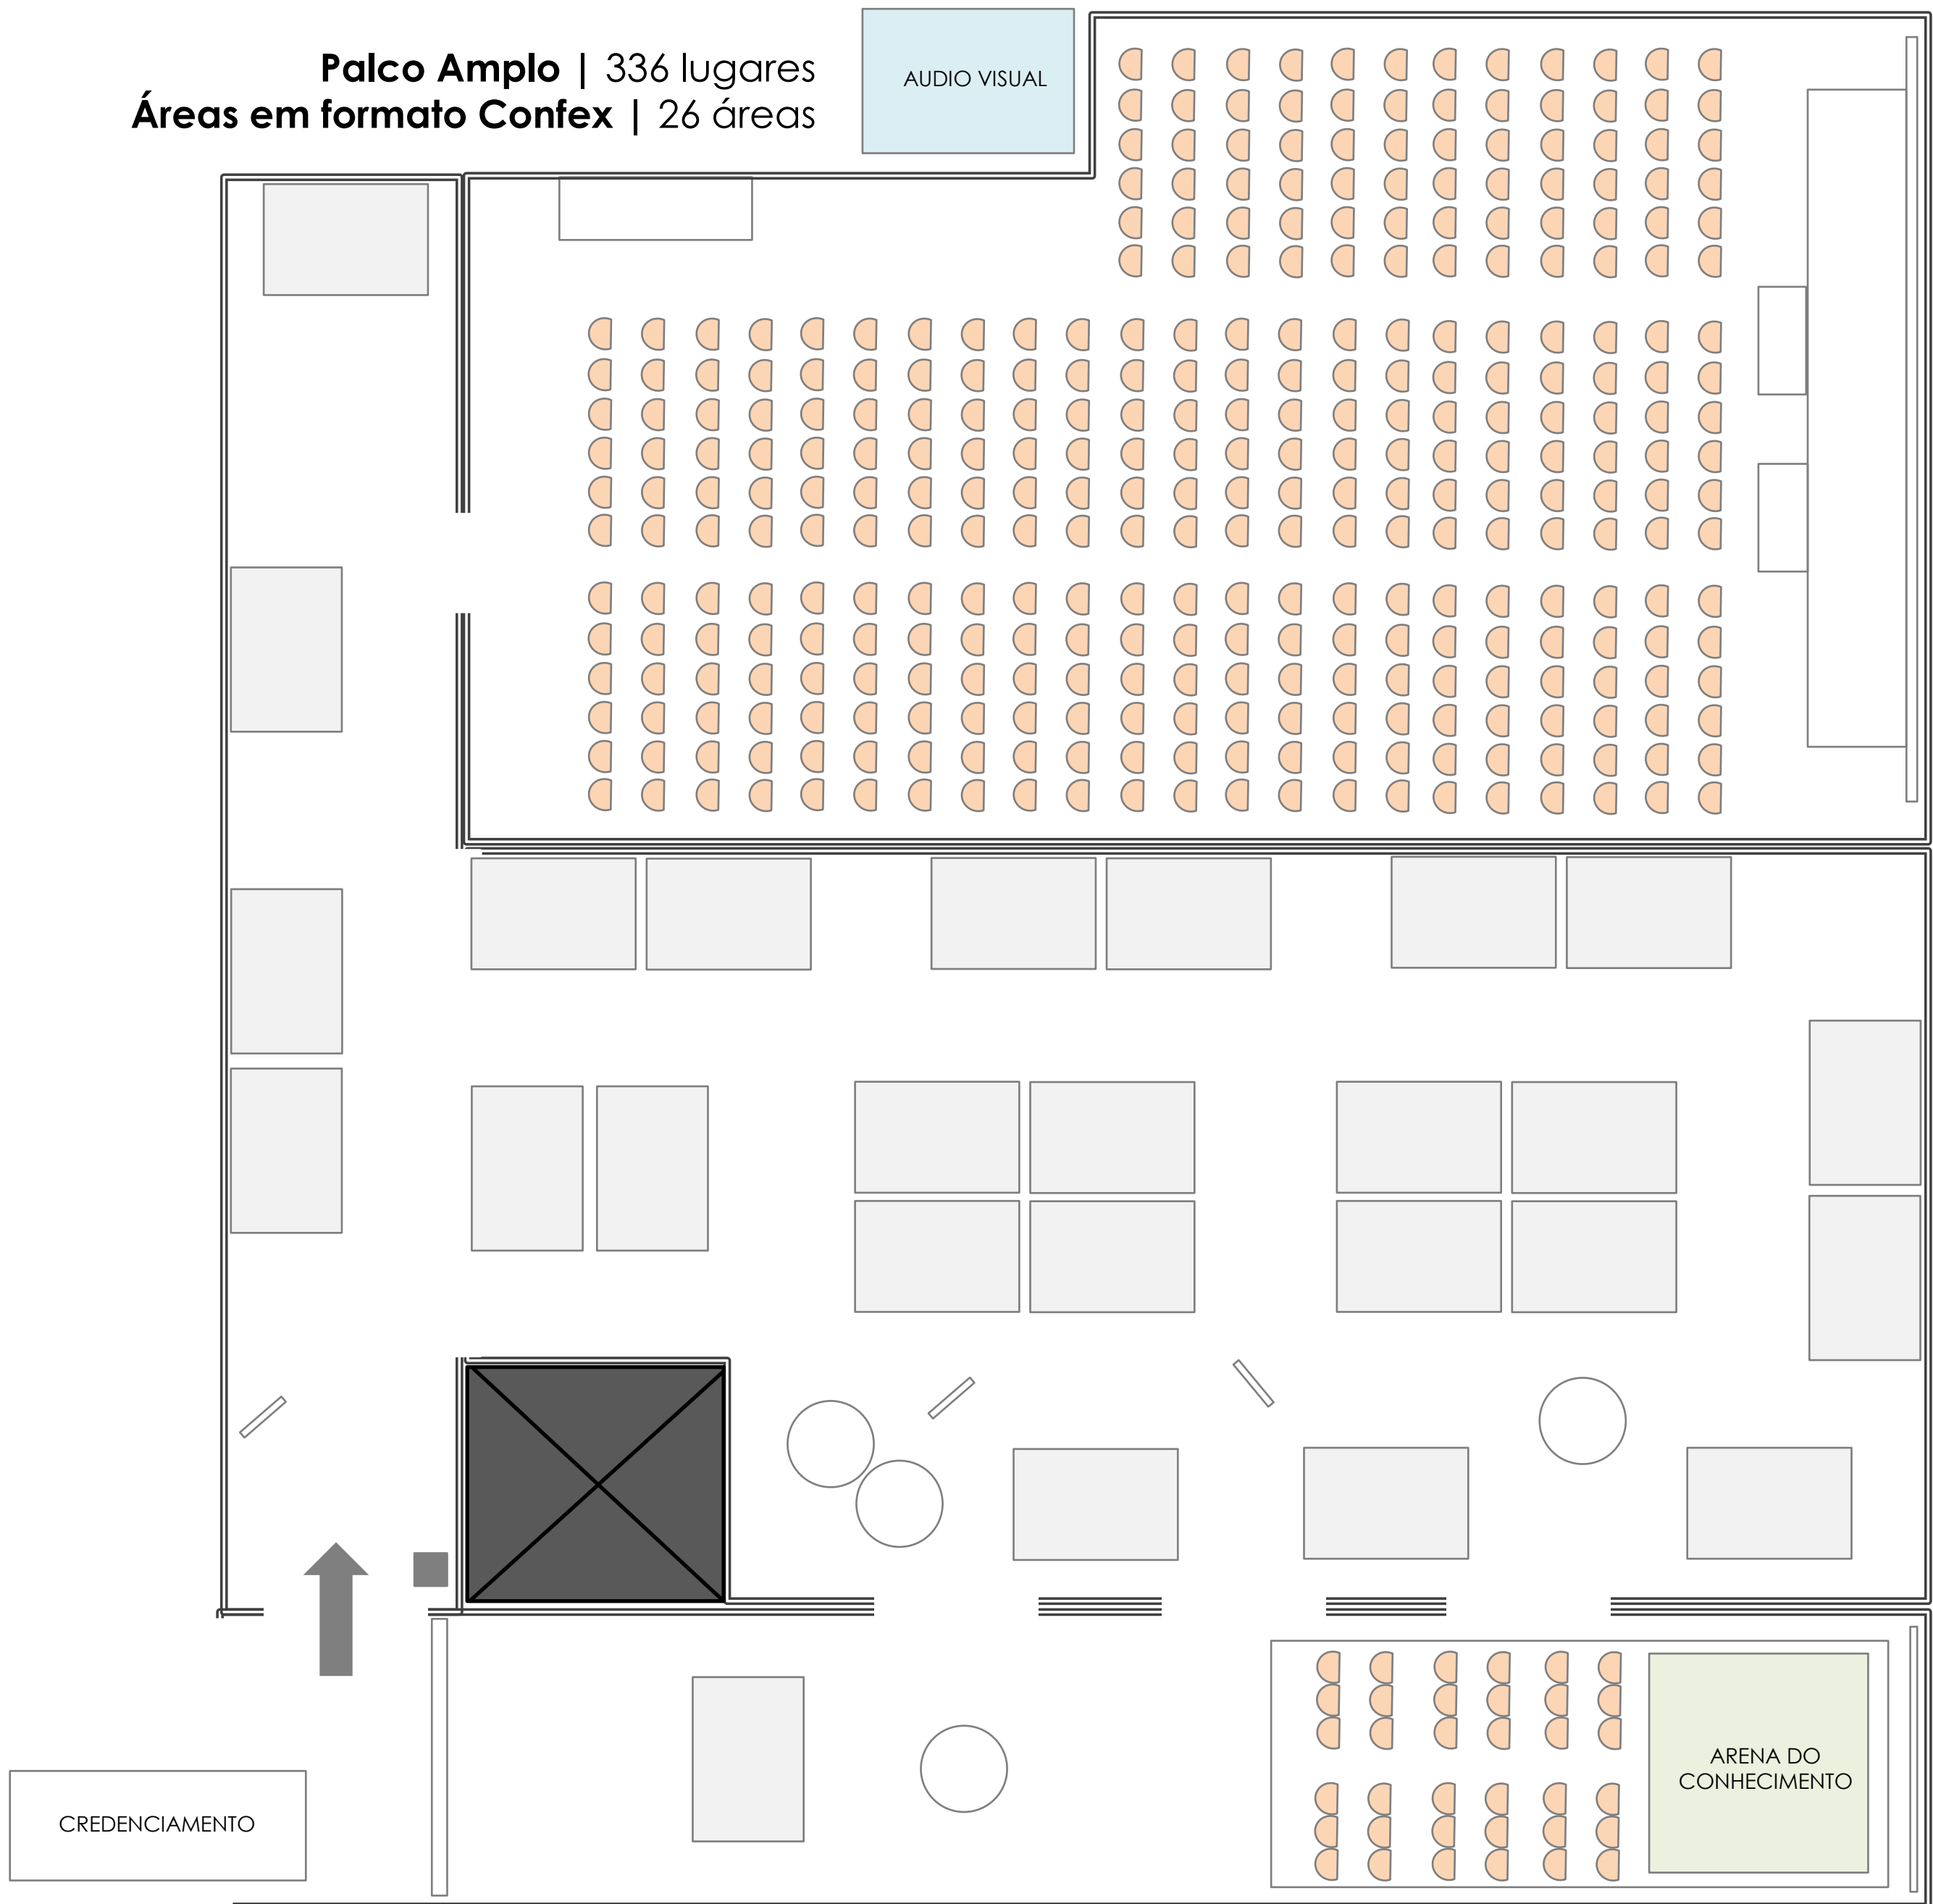 Palco Amplo | 336 lugares
Áreas em formato Confex | 26 áreas
AUDIO VISUAL
ARENA DO
CONHECIMENTO
CREDENCIAMENTO